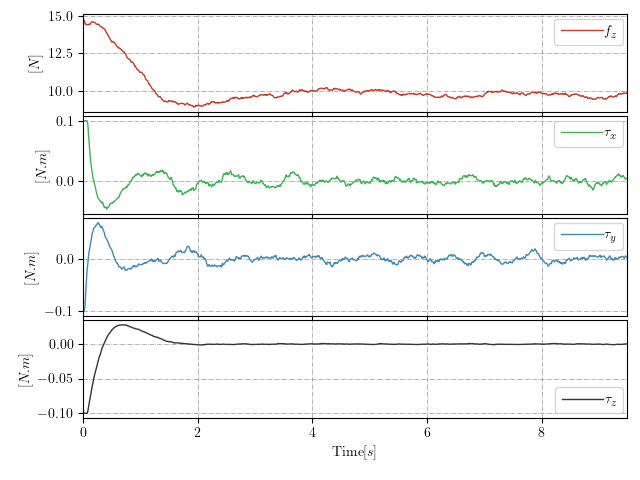 15.0
12.5
10.0
[N]
f_z
0.1
0.0
[N.m]
τ_x
0.0
−0.1
[N.m]
τ_y
0.00
−0.05
−0.10
[N.m]
τ_z
0 2 4 6 8
Time[s]